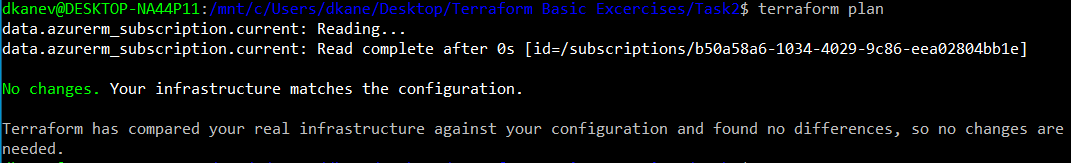 dkanev@DESKTOP-NA44P11:/mnt/c/Users/dkane/Desktop/Terraform Basic Excercises/Task2$ terraform plan
data.azurerm_subscription.current: Reading...
data.azurerm_subscription.current: Read complete after 0s [id=/subscriptions/b50a58a6-1034-4029-9c86-eea02804bb1e]
No changes. Your infrastructure matches the configuration.
Terraform has compared your real infrastructure against your configuration and found no differences, so no changes are
needed.